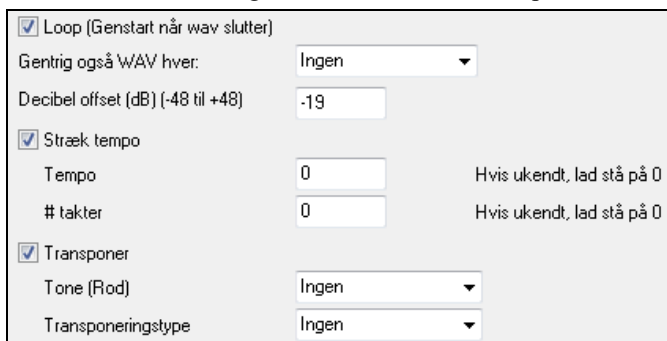 Loop (Genstart når wav slutter)
Gentrig også WAV hver: Ingen
Decibel offset (dB) (-48 til +48) -19
Stræk tempo
Tempo 0 Hvis ukendt, lad stå på 0
# takter 0 Hvis ukendt, lad stå på 0
Transponer
Tone (Rod) Ingen
Transponeringstype Ingen